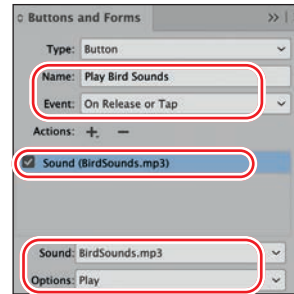 Buttons and Forms
Type: Button
Name: Play Bird Sounds
Event: On Release or Tap
Actions:
Sound (BirdSounds.mp3)
Sound: BirdSounds.mp3
Options: Play